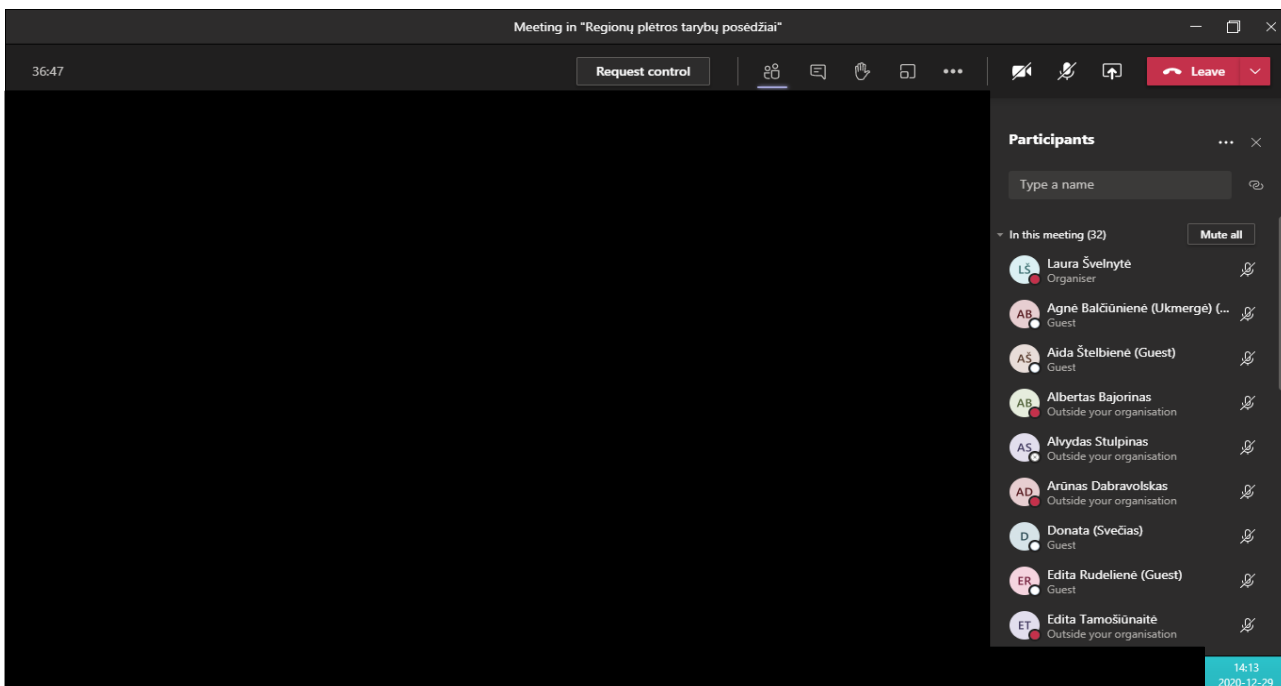 Meeting in "Regionų plėtros tarybų posėdžiai"
36:47
Request control
Leave
Participants
Type a name
In this meeting (32)
Mute all
LŠ
Laura Švelnytė
Organiser
AB
Agnė Balčiūnienė (Ukmergė) (...
Guest
AŠ
Aida Štelbienė (Guest)
Guest
AB
Albertas Bajorinas
Outside your organisation
AS
Alvydas Stulpinas
Outside your organisation
AD
Arūnas Dabravolskas
Outside your organisation
D
Donata (Svečias)
Guest
ER
Edita Rudelienė (Guest)
Guest
ET
Edita Tamošiūnaitė
Outside your organisation
14:13
2020-12-29